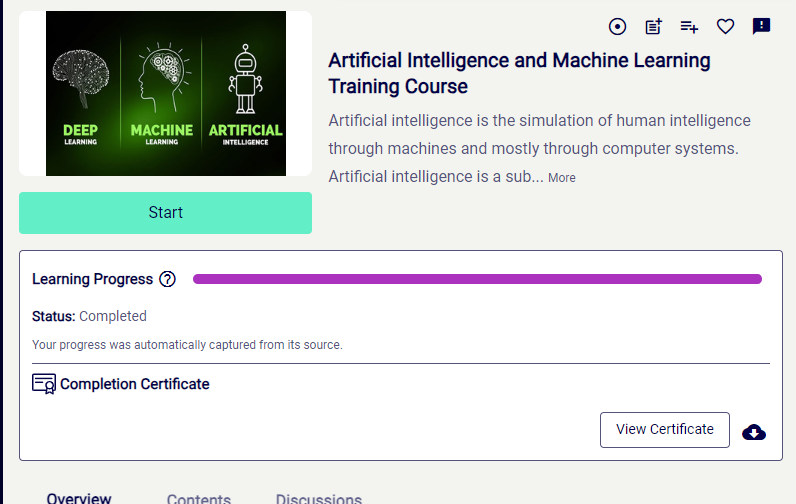 DEEP
LEARNING
MACHINE
LEARNING
ARTIFICIAL
INTELLIGENCE
Start
Artificial Intelligence and Machine Learning
Training Course
Artificial intelligence is the simulation of human intelligence
through machines and mostly through computer systems.
Artificial intelligence is a sub... More
Learning Progress ?
Status: Completed
Your progress was automatically captured from its source.
Completion Certificate
View Certificate
Overview Contents Discussions